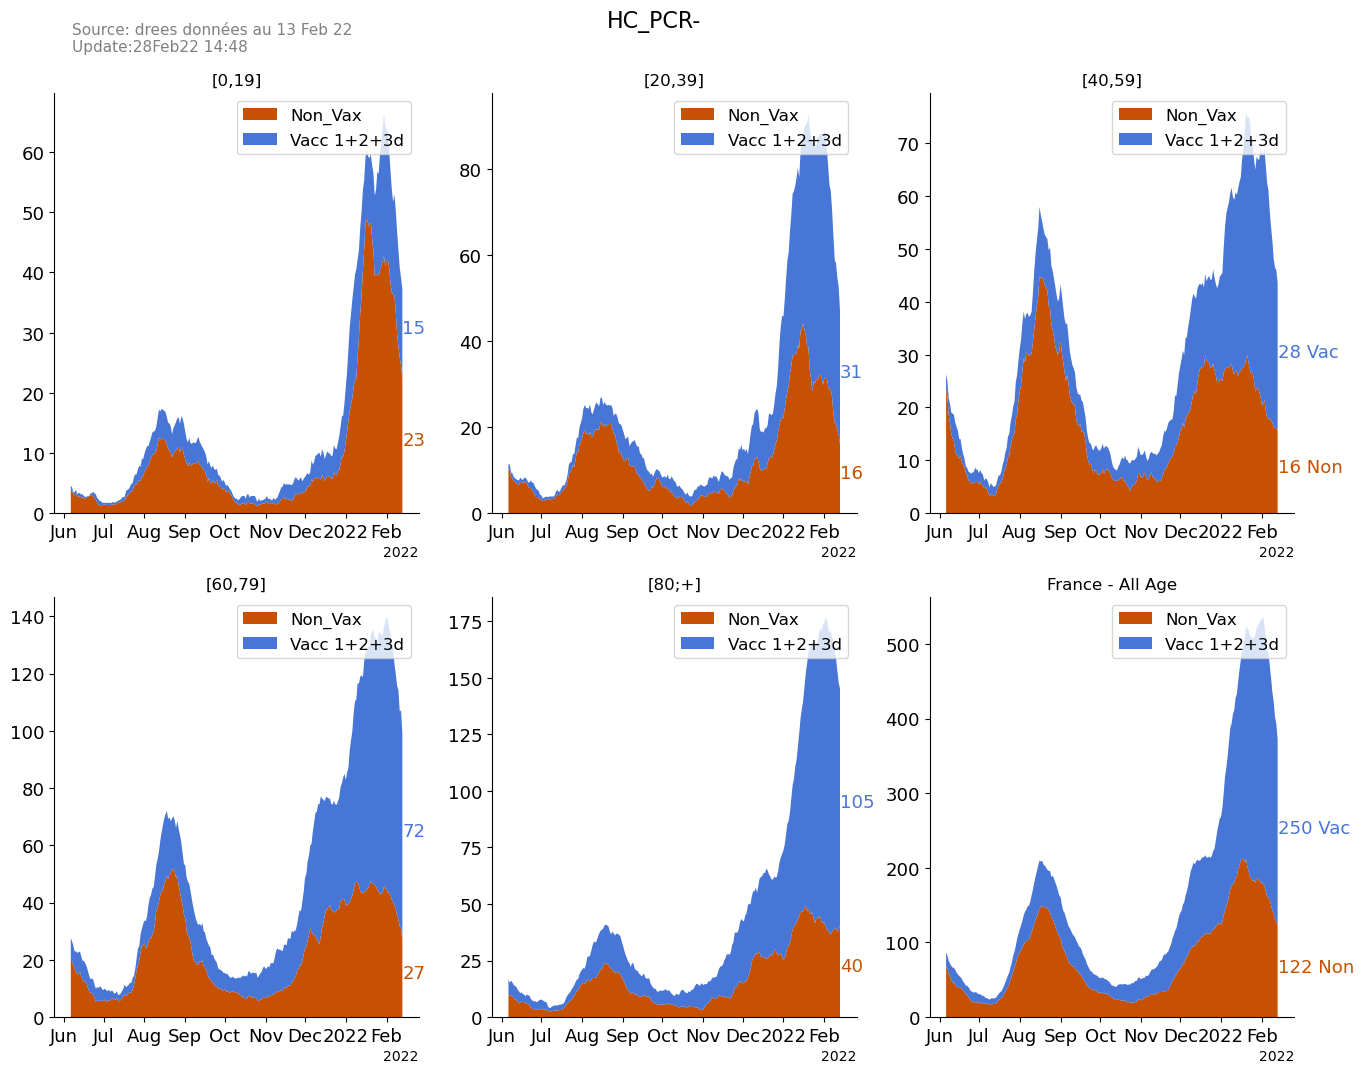 HC_PCR-
Source: drees données au 13 Feb 22
Update:28Feb22 14:48
[0,19]
Non_Vax
Vacc 1+2+3d
60
50
40
30
20
10
0
15
23
Jun Jul Aug Sep Oct Nov Dec 2022 Feb
2022
[20,39]
Non_Vax
Vacc 1+2+3d
80
60
40
20
0
31
16
Jun Jul Aug Sep Oct Nov Dec 2022 Feb
2022
[40,59]
Non_Vax
Vacc 1+2+3d
70
60
50
40
30
20
10
0
28 Vac
16 Non
Jun Jul Aug Sep Oct Nov Dec 2022 Feb
2022
[60,79]
Non_Vax
Vacc 1+2+3d
140
120
100
80
60
40
20
0
72
27
Jun Jul Aug Sep Oct Nov Dec 2022 Feb
2022
[80;+]
Non_Vax
Vacc 1+2+3d
175
150
125
100
75
50
25
0
105
40
Jun Jul Aug Sep Oct Nov Dec 2022 Feb
2022
France - All Age
Non_Vax
Vacc 1+2+3d
500
400
300
200
100
0
250 Vac
122 Non
Jun Jul Aug Sep Oct Nov Dec 2022 Feb
2022